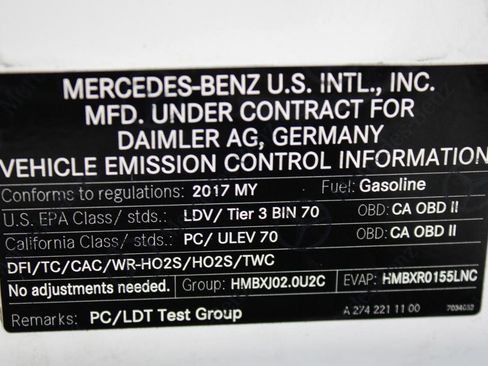 MERCEDES-BENZ U.S. INTL., INC.
MFD. UNDER CONTRACT FOR
DAIMLER AG, GERMANY
VEHICLE EMISSION CONTROL INFORMATION
Conforms to regulations: 2017 MY Fuel: Gasoline
U.S. EPA Class/ stds.: LDV/ Tier 3 BIN 70 OBD: CA OBD II
California Class/ stds.: PC/ ULEV 70 OBD: CA OBD II
DFI/TC/CAC/WR-HO2S/HO2S/TWC
No adjustments needed. Group: HMBXJ02.0U2C EVAP: HMBXR0155LNC
Remarks: PC/LDT Test Group A 274 221 11 00